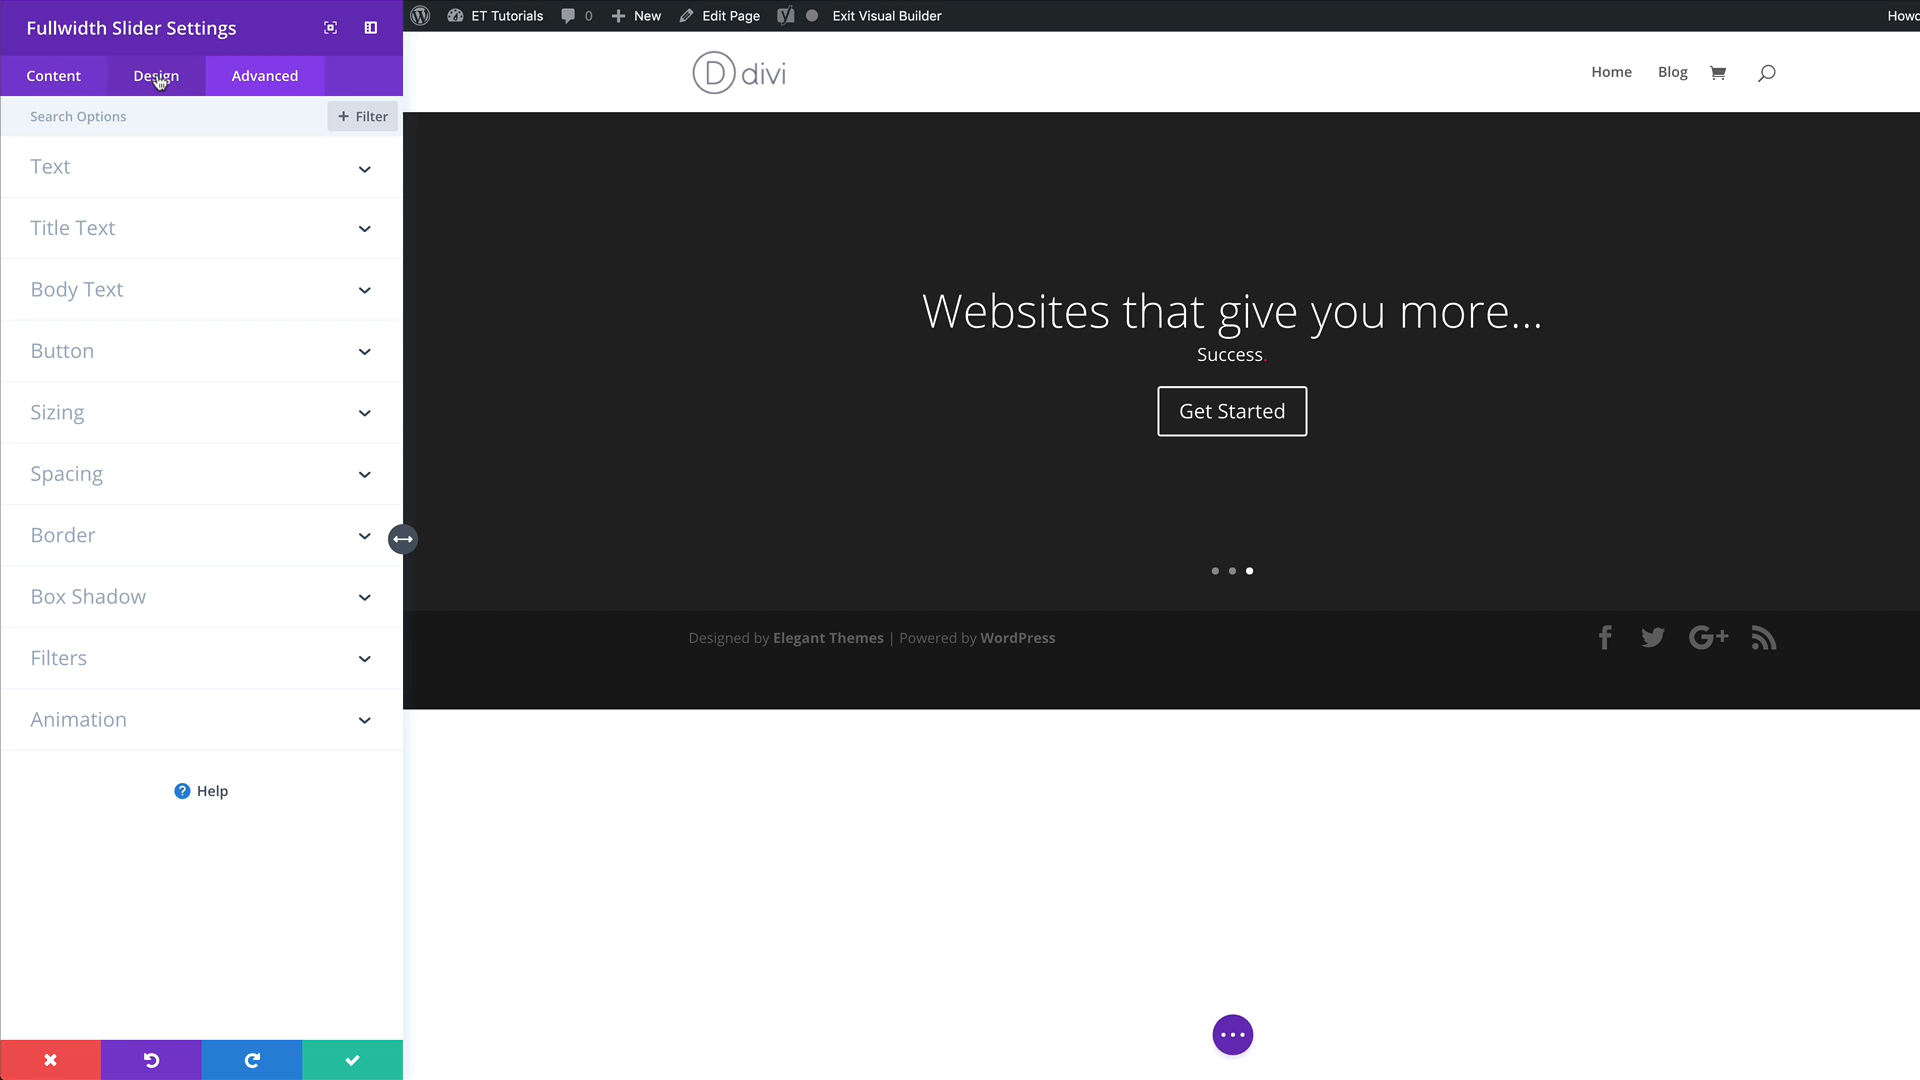 Fullwidth Slider Settings
Content Design Advanced
Search Options + Filter
Text
Title Text
Body Text
Button
Sizing
Spacing
Border
Box Shadow
Filters
Animation
? Help
ET Tutorials 0 + New Edit Page Exit Visual Builder Howd
D divi
Home Blog
Websites that give you more...
Success.
Get Started
Designed by Elegant Themes | Powered by WordPress
G+